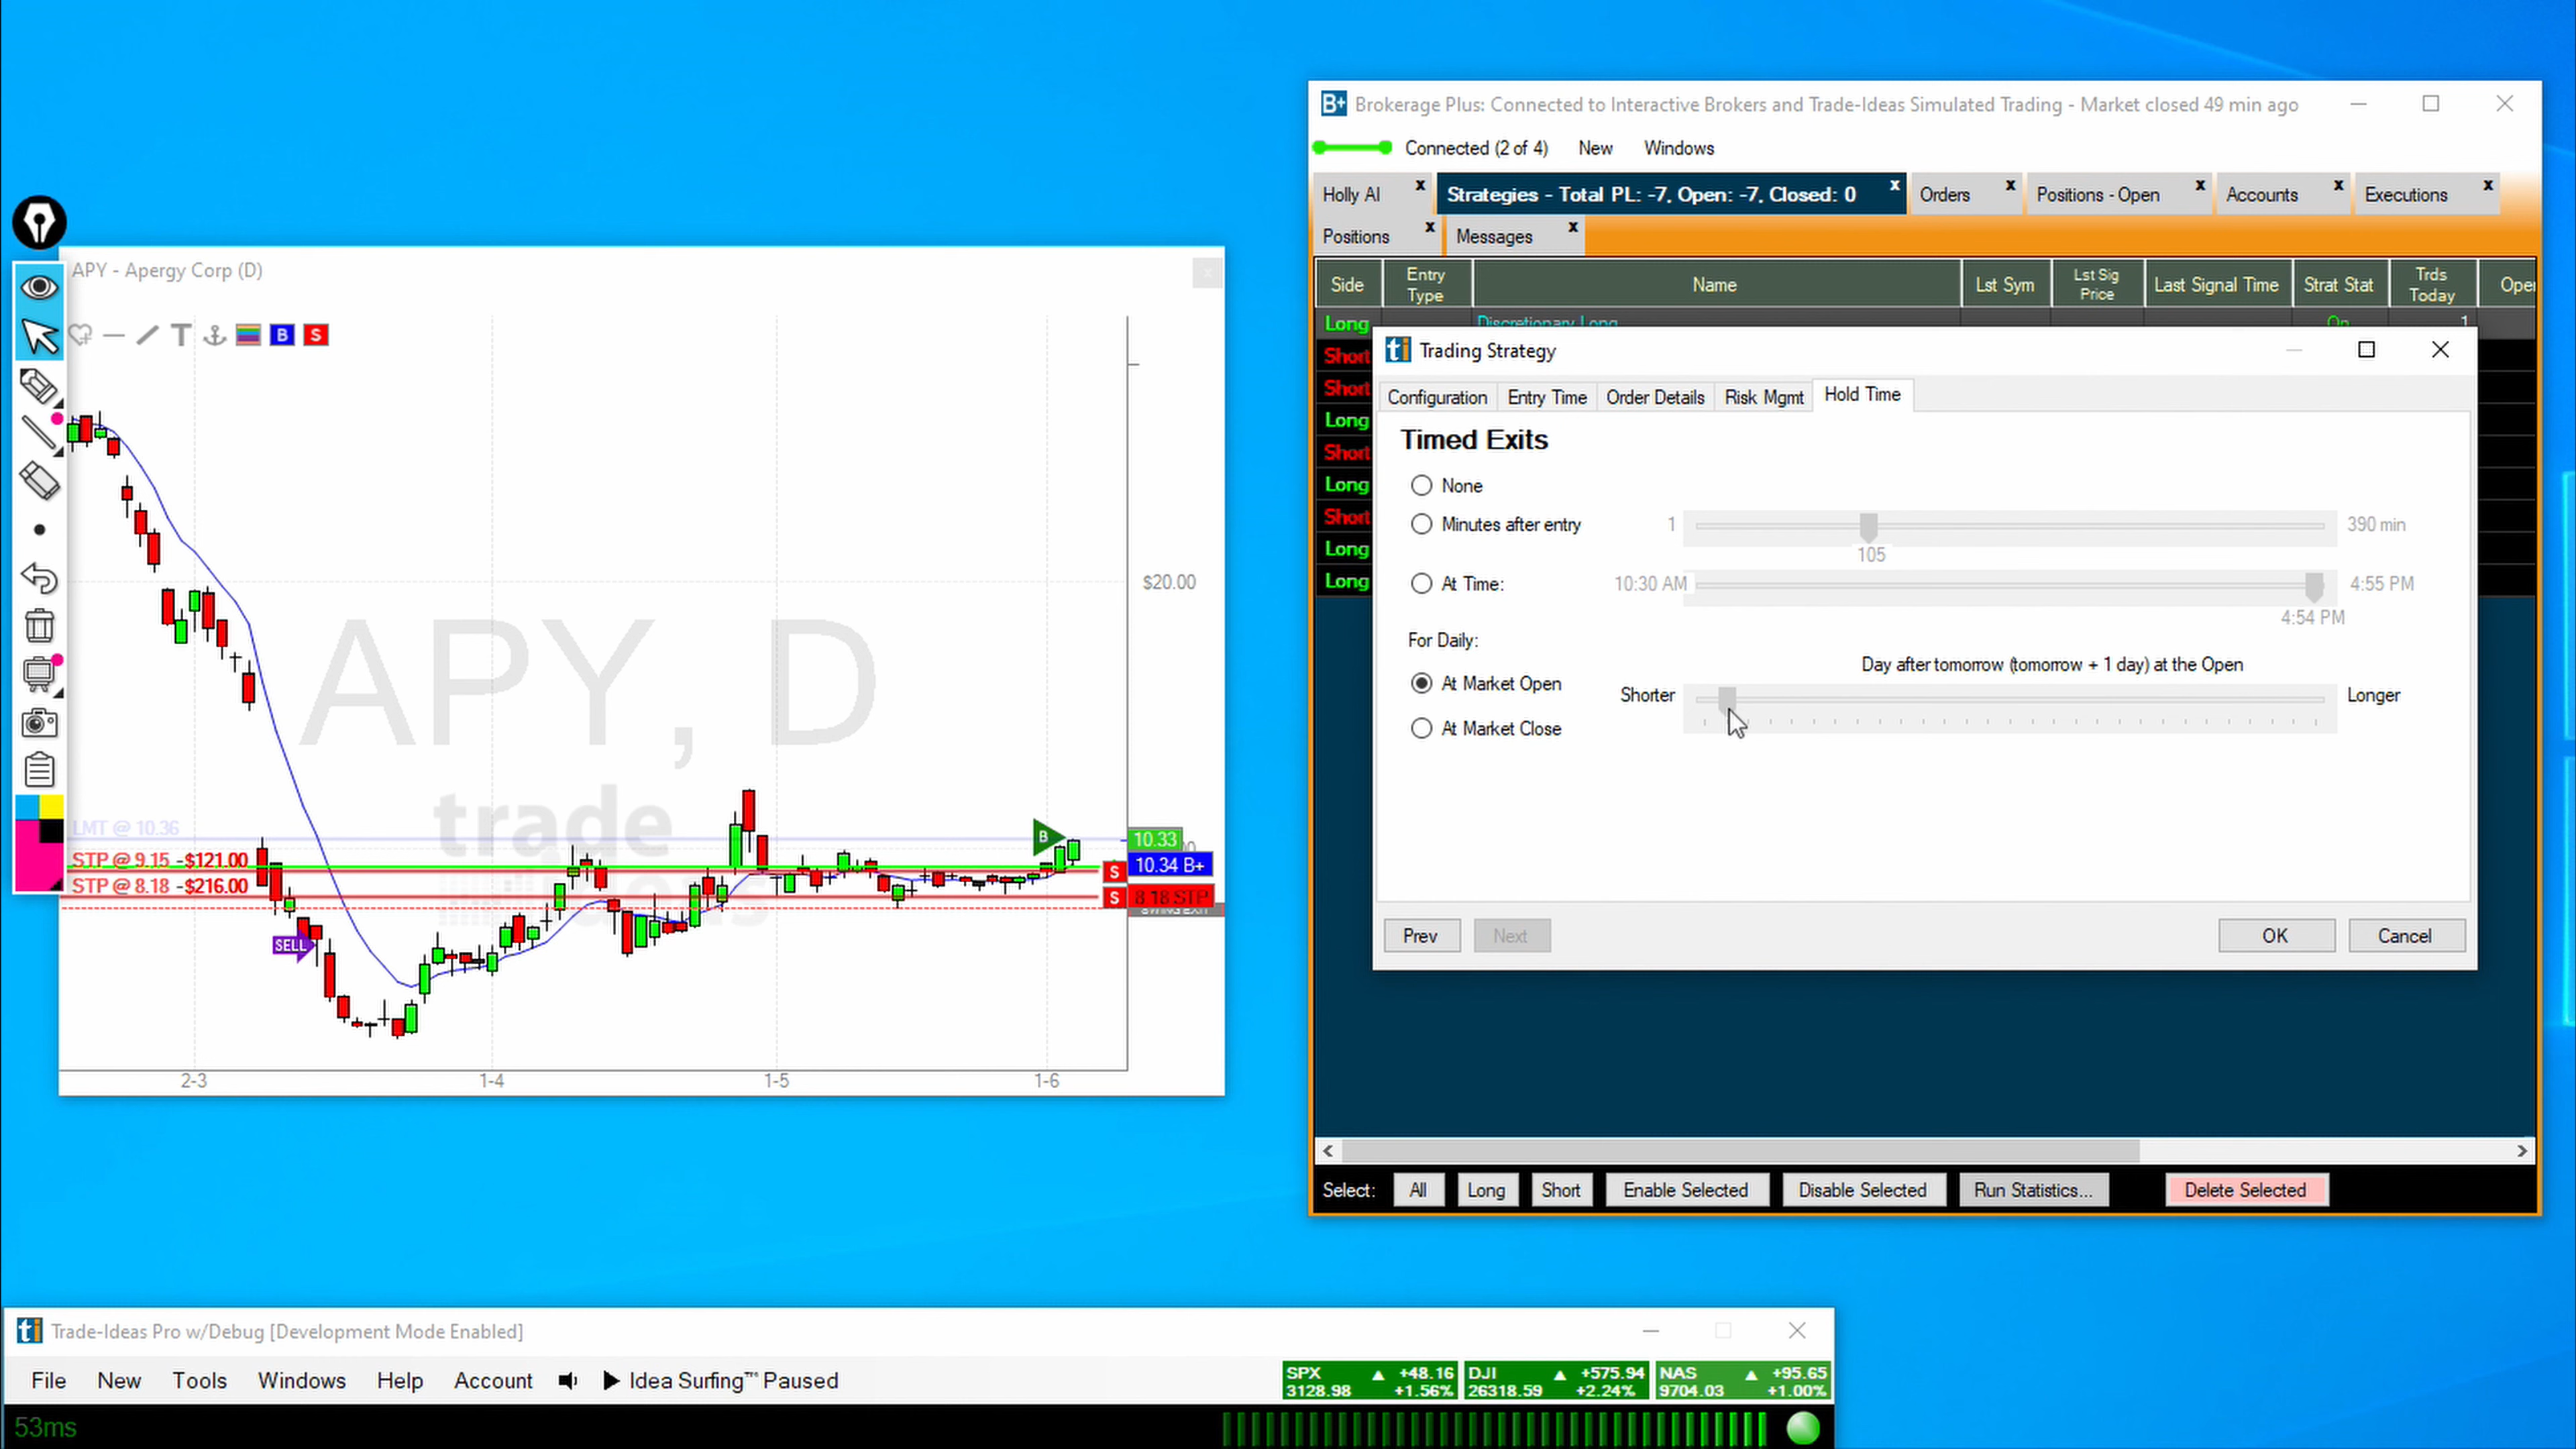 B+ Brokerage Plus: Connected to Interactive Brokers and Trade-Ideas Simulated Trading - Market closed 49 min ago
Connected (2 of 4) New Windows
Holly AI x Strategies - Total PL: -7, Open: -7, Closed: 0 x Orders x Positions - Open x Accounts x Executions x
Positions x Messages x
Side Entry Type Name Lst Sym Lst Sig Price Last Signal Time Strat Stat Trds Today
Long Discretionary Long On 1
Short
Short
Long
Short
Long
Short
Long
Long
ti Trading Strategy
Configuration Entry Time Order Details Risk Mgmt Hold Time
Timed Exits
None
Minutes after entry 1 390 min
105
At Time: 10:30 AM 4:55 PM
4:54 PM
For Daily:
Day after tomorrow (tomorrow + 1 day) at the Open
At Market Open Shorter Longer
At Market Close
Prev Next OK Cancel
Select: All Long Short Enable Selected Disable Selected Run Statistics... Delete Selected
APY - Apergy Corp (D)
T B S
$20.00
APY, D
trade
ideas
LMT @ 10.36
B
10.33
STP @ 9.15 -$121.00
S
10.34 B+
STP @ 8.18 -$216.00
S
8.18 STP
SWING EXIT
SELL
2-3 1-4 1-5 1-6
ti Trade-Ideas Pro w/Debug [Development Mode Enabled]
File New Tools Windows Help Account Idea Surfing™ Paused
SPX ▲ +48.16
3128.98 +1.56%
DJI ▲ +575.94
26318.59 +2.24%
NAS ▲ +95.65
9704.03 +1.00%
53ms